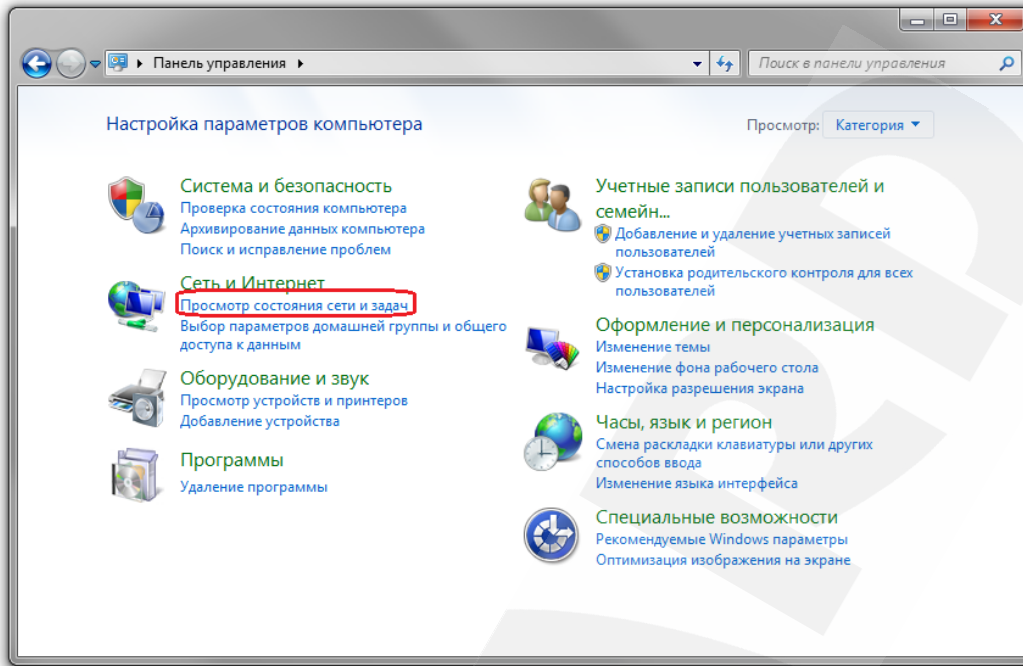 Панель управления
Поиск в панели управления
Настройка параметров компьютера
Просмотр: Категория
Система и безопасность
Проверка состояния компьютера
Архивирование данных компьютера
Поиск и исправление проблем
Сеть и Интернет
Просмотр состояния сети и задач
Выбор параметров домашней группы и общего
доступа к данным
Оборудование и звук
Просмотр устройств и принтеров
Добавление устройства
Программы
Удаление программы
Учетные записи пользователей и
семейн...
Добавление и удаление учетных записей
пользователей
Установка родительского контроля для всех
пользователей
Оформление и персонализация
Изменение темы
Изменение фона рабочего стола
Настройка разрешения экрана
Часы, язык и регион
Смена раскладки клавиатуры или других
способов ввода
Изменение языка интерфейса
Специальные возможности
Рекомендуемые Windows параметры
Оптимизация изображения на экране